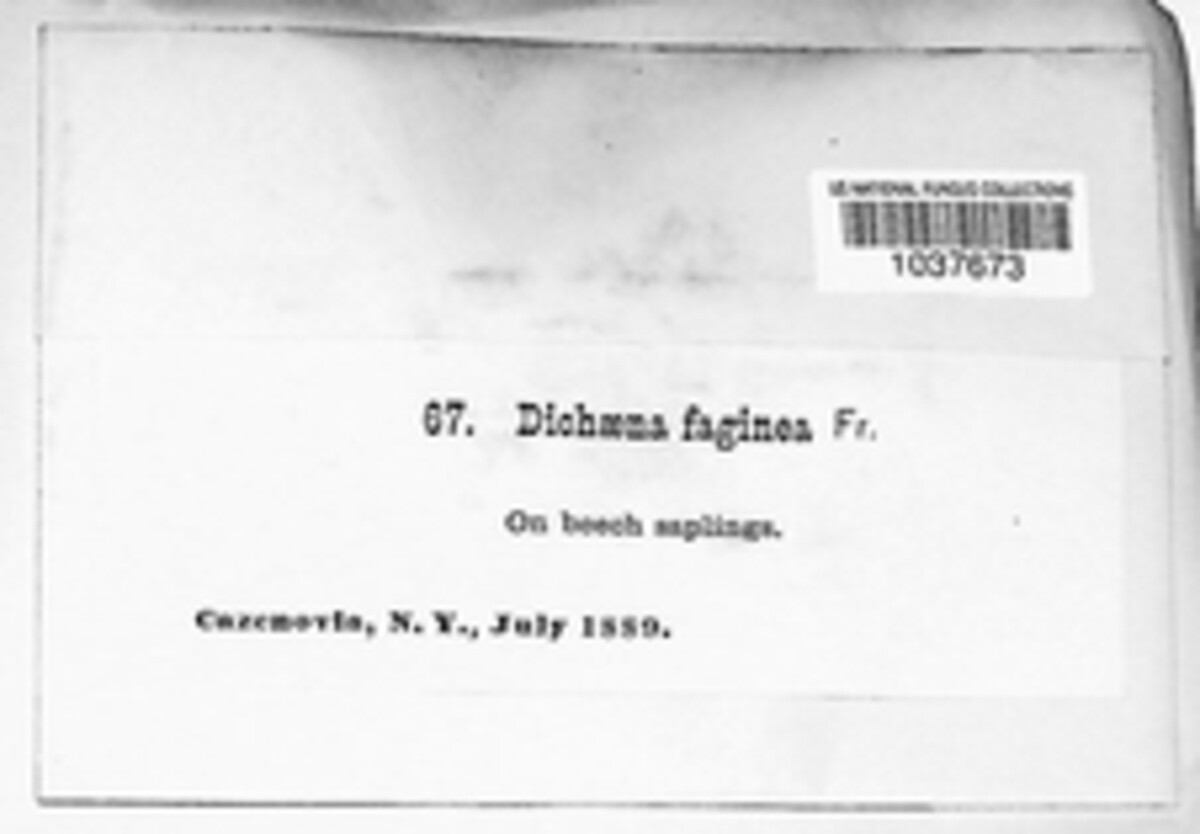 US NATIONAL FUNGUS COLLECTIONS
1037673
67. Dichæna faginea Fr.
On beech saplings.
Cazenovia, N. Y., July 1889.